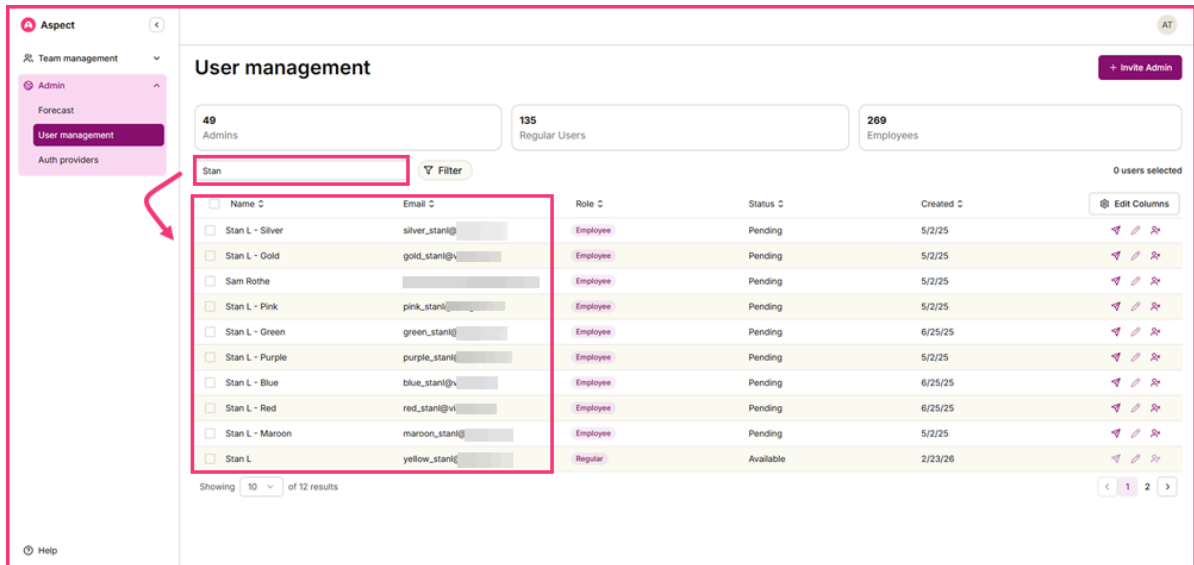 Aspect
AT
Team management
Admin
Forecast
User management
Auth providers
Help
User management
+ Invite Admin
49
Admins
135
Regular Users
269
Employees
Stan
Filter
0 users selected
Name Email Role Status Created Edit Columns
Stan L - Silver silver_stanl@ Employee Pending 5/2/25
Stan L - Gold gold_stanl@v Employee Pending 5/2/25
Sam Rothe Employee Pending 5/2/25
Stan L - Pink pink_stanl Employee Pending 5/2/25
Stan L - Green green_stanl@ Employee Pending 6/25/25
Stan L - Purple purple_stanl@ Employee Pending 5/2/25
Stan L - Blue blue_stanl@v Employee Pending 6/25/25
Stan L - Red red_stanl@vi Employee Pending 6/25/25
Stan L - Maroon maroon_stanl@ Employee Pending 5/2/25
Stan L yellow_stanl@ Regular Available 2/23/26
Showing 10 of 12 results
1 2